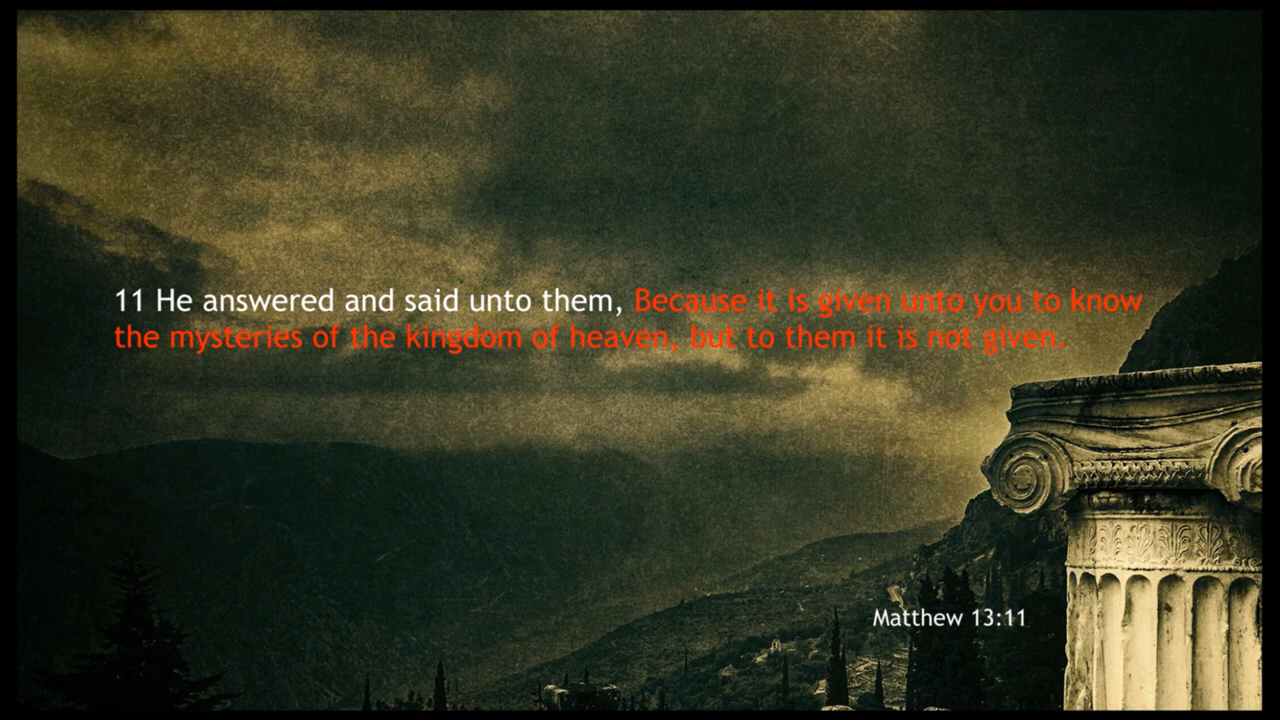 11 He answered and said unto them, Because it is given unto you to know
the mysteries of the kingdom of heaven, but to them it is not given.
Matthew 13:11